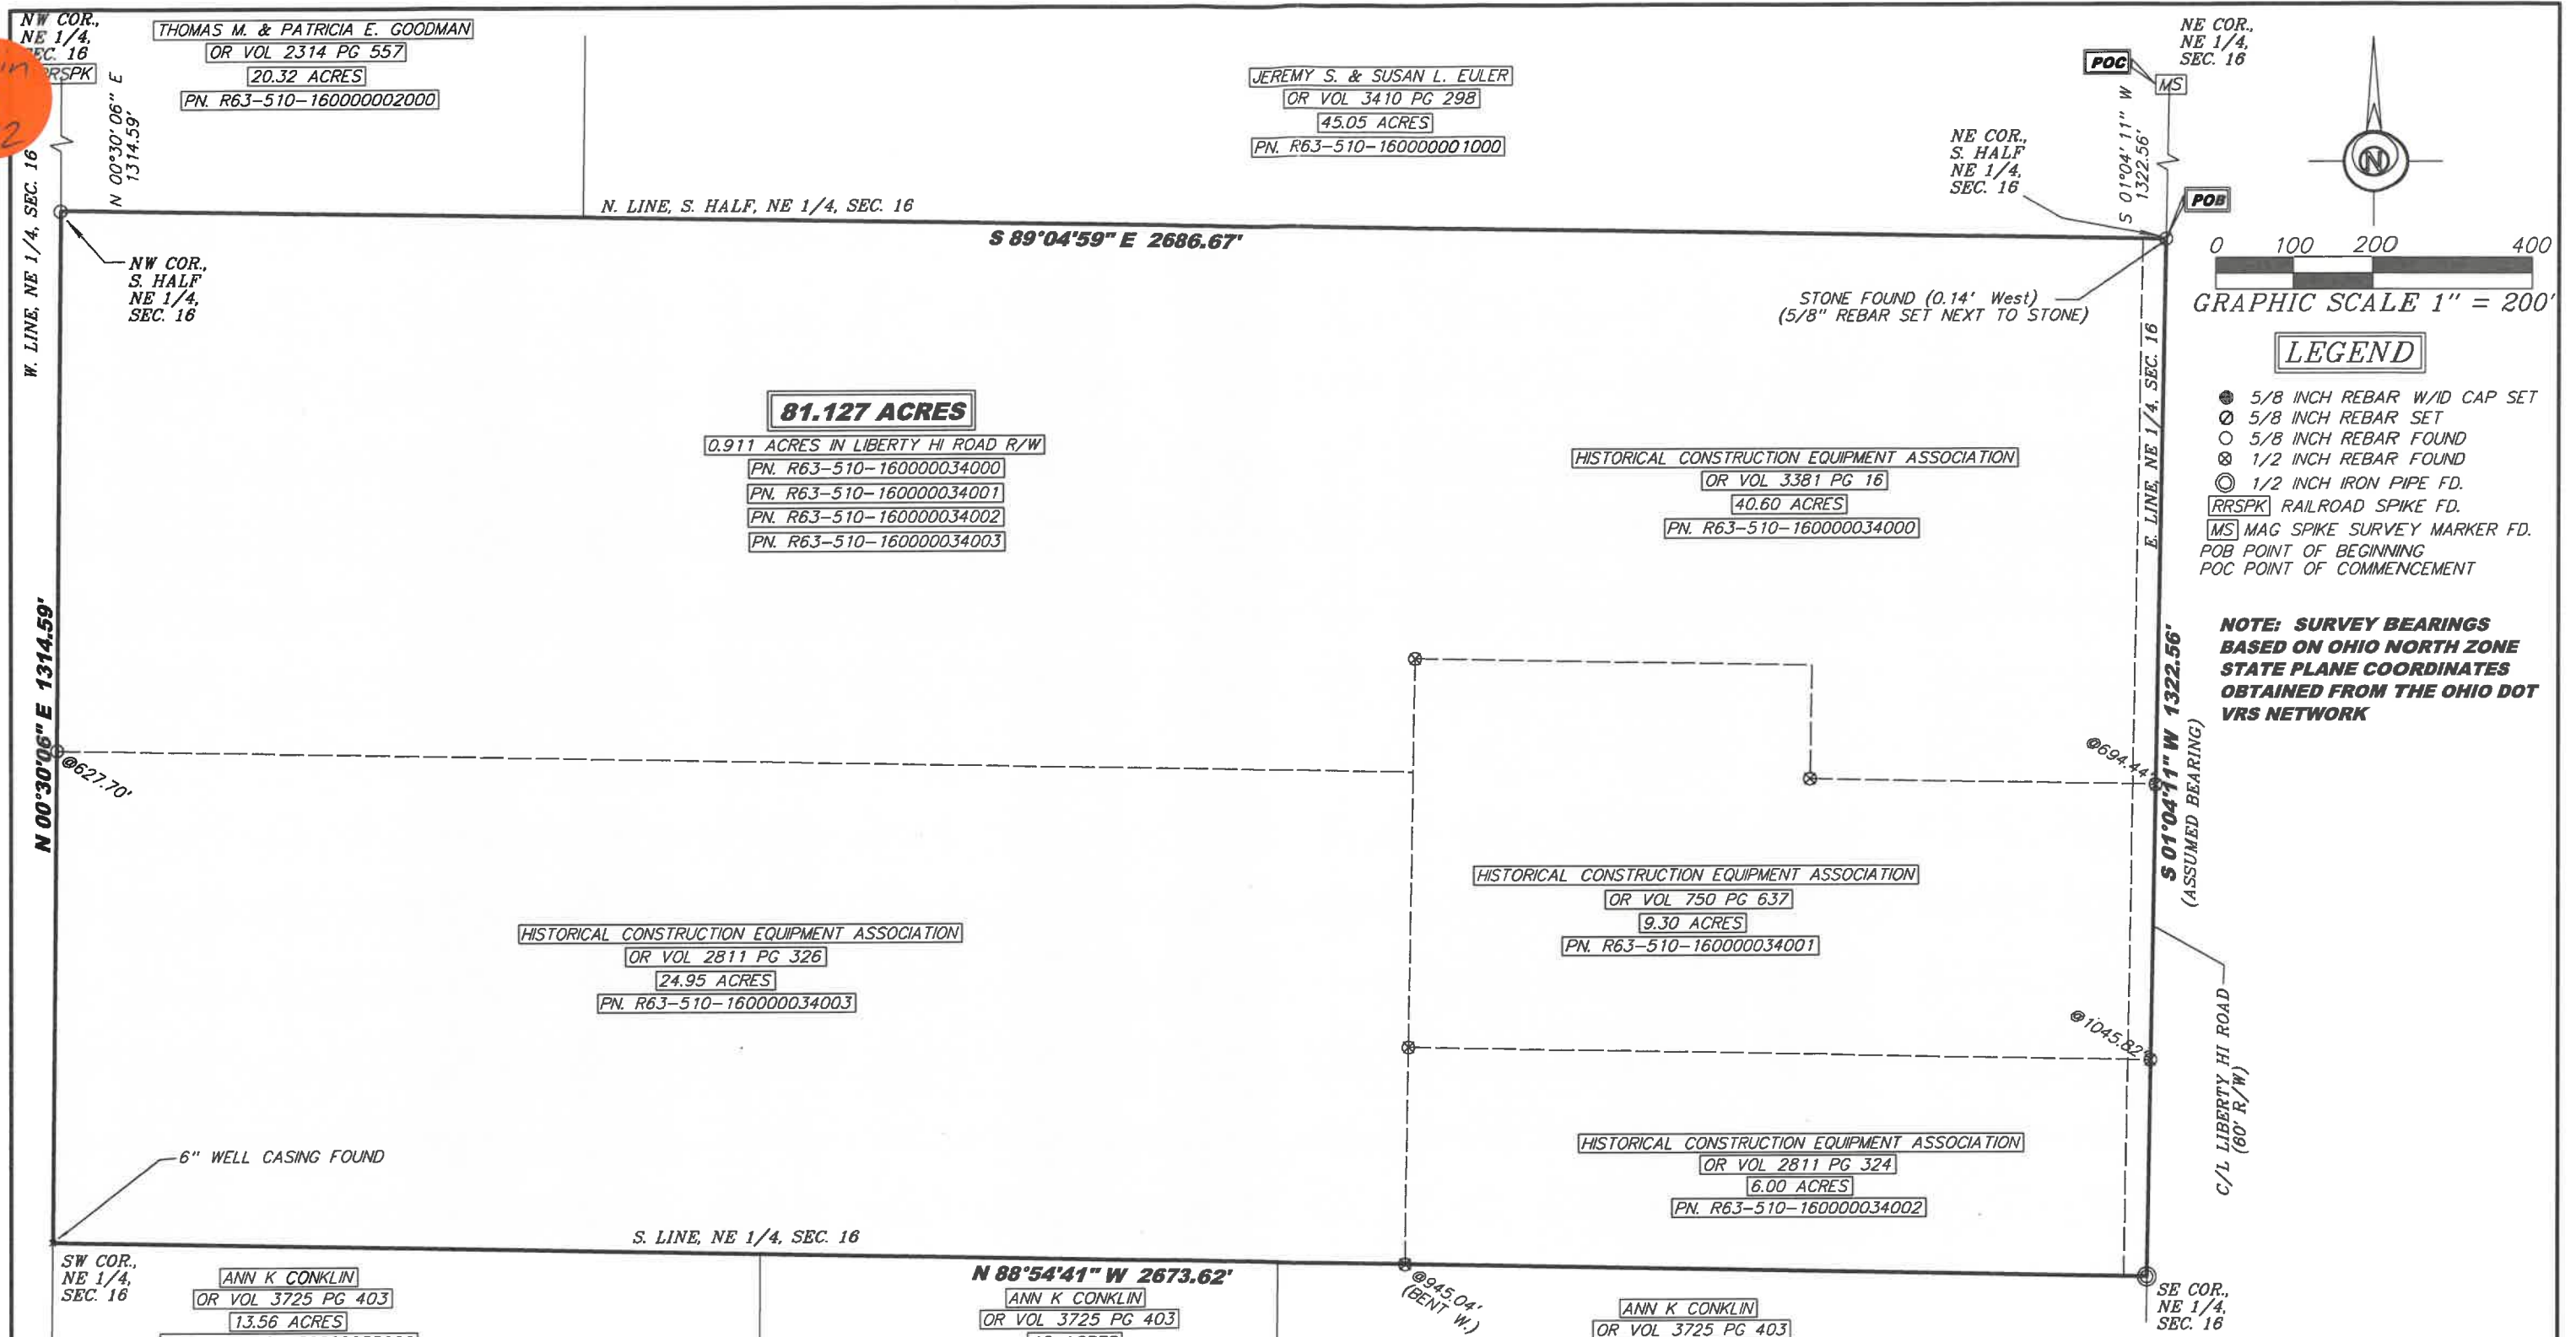 NW COR.,
NE 1/4,
SEC. 16
RRSPK
in
2
N 00°30'06" E
1314.59'
THOMAS M. & PATRICIA E. GOODMAN
OR VOL 2314 PG 557
20.32 ACRES
PN. R63-510-160000002000
JEREMY S. & SUSAN L. EULER
OR VOL 3410 PG 298
45.05 ACRES
PN. R63-510-160000001000
NE COR.,
NE 1/4,
SEC. 16
POC
MS
S 01°04'11" W
1322.56'
NE COR.,
S. HALF
NE 1/4,
SEC. 16
POB
N
0 100 200 400
GRAPHIC SCALE 1" = 200'
W. LINE, NE 1/4, SEC. 16
N. LINE, S. HALF, NE 1/4, SEC. 16
S 89°04'59" E 2686.67'
NW COR.,
S. HALF
NE 1/4,
SEC. 16
STONE FOUND (0.14' West)
(5/8" REBAR SET NEXT TO STONE)
E. LINE, NE 1/4, SEC. 16
LEGEND
5/8 INCH REBAR W/ID CAP SET
5/8 INCH REBAR SET
5/8 INCH REBAR FOUND
1/2 INCH REBAR FOUND
1/2 INCH IRON PIPE FD.
RRSPK RAILROAD SPIKE FD.
MS MAG SPIKE SURVEY MARKER FD.
POB POINT OF BEGINNING
POC POINT OF COMMENCEMENT
NOTE: SURVEY BEARINGS
BASED ON OHIO NORTH ZONE
STATE PLANE COORDINATES
OBTAINED FROM THE OHIO DOT
VRS NETWORK
81.127 ACRES
0.911 ACRES IN LIBERTY HI ROAD R/W
PN. R63-510-160000034000
PN. R63-510-160000034001
PN. R63-510-160000034002
PN. R63-510-160000034003
HISTORICAL CONSTRUCTION EQUIPMENT ASSOCIATION
OR VOL 3381 PG 16
40.60 ACRES
PN. R63-510-160000034000
N 00°30'06" E 1314.59'
@627.70'
@694.44'
S 01°04'11" W 1322.56'
(ASSUMED BEARING)
HISTORICAL CONSTRUCTION EQUIPMENT ASSOCIATION
OR VOL 750 PG 637
9.30 ACRES
PN. R63-510-160000034001
HISTORICAL CONSTRUCTION EQUIPMENT ASSOCIATION
OR VOL 2811 PG 326
24.95 ACRES
PN. R63-510-160000034003
@1045.82'
C/L LIBERTY HI ROAD
(60' R/W)
HISTORICAL CONSTRUCTION EQUIPMENT ASSOCIATION
OR VOL 2811 PG 324
6.00 ACRES
PN. R63-510-160000034002
6" WELL CASING FOUND
S. LINE, NE 1/4, SEC. 16
N 88°54'41" W 2673.62'
@945.04'
(BENT W.)
SW COR.,
NE 1/4,
SEC. 16
SE COR.,
NE 1/4,
SEC. 16
ANN K CONKLIN
OR VOL 3725 PG 403
13.56 ACRES
ANN K CONKLIN
OR VOL 3725 PG 403
ANN K CONKLIN
OR VOL 3725 PG 403